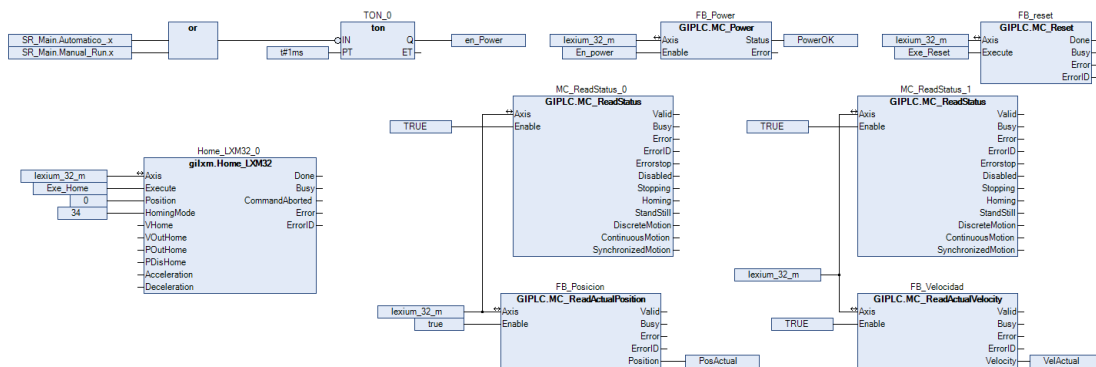 TON_0
or
ton
SR_Main.Automatico_.x
SR_Main.Manual_Run.x
t#1ms
IN
PT
Q
ET
en_Power
FB_Power
GIPLC.MC_Power
lexium_32_m
En_power
Axis
Enable
Status
Error
PowerOK
FB_reset
GIPLC.MC_Reset
lexium_32_m
Exe_Reset
Axis
Execute
Done
Busy
Error
ErrorID
MC_ReadStatus_0
GIPLC.MC_ReadStatus
TRUE
Axis
Enable
Valid
Busy
Error
ErrorID
Errorstop
Disabled
Stopping
Homing
StandStill
DiscreteMotion
ContinuousMotion
SynchronizedMotion
MC_ReadStatus_1
GIPLC.MC_ReadStatus
TRUE
Axis
Enable
Valid
Busy
Error
ErrorID
Errorstop
Disabled
Stopping
Homing
StandStill
DiscreteMotion
ContinuousMotion
SynchronizedMotion
Home_LXM32_0
gilxm.Home_LXM32
lexium_32_m
Exe_Home
0
34
Axis
Execute
Position
HomingMode
VHome
VOutHome
POutHome
PDisHome
Acceleration
Deceleration
Done
Busy
CommandAborted
Error
ErrorID
FB_Posicion
GIPLC.MC_ReadActualPosition
lexium_32_m
true
Axis
Enable
Valid
Busy
Error
ErrorID
Position
PosActual
lexium_32_m
FB_Velocidad
GIPLC.MC_ReadActualVelocity
TRUE
Axis
Enable
Valid
Busy
Error
ErrorID
Velocity
VelActual